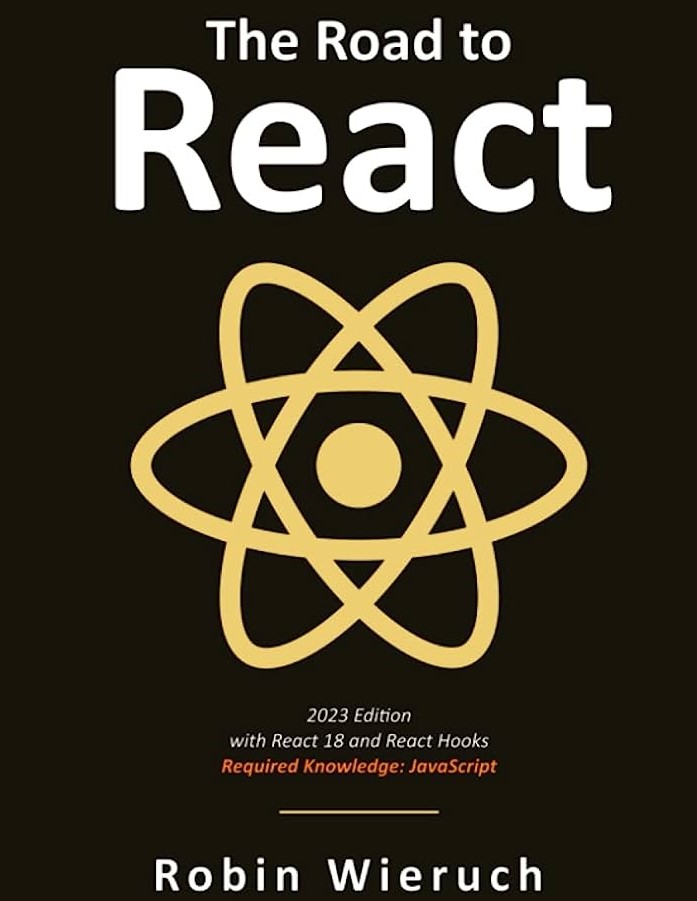 The Road to
React
2023 Edition
with React 18 and React Hooks
Required Knowledge: JavaScript
Robin Wieruch